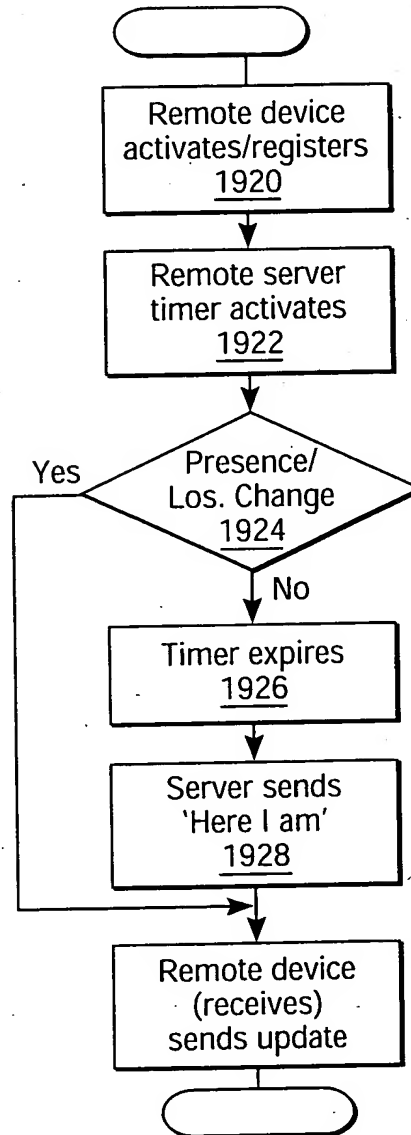 Remote device
activates/registers
1920
Remote server
timer activates
1922
Yes
Presence/
Los. Change
1924
No
Timer expires
1926
Server sends
'Here I am'
1928
Remote device
(receives)
sends update